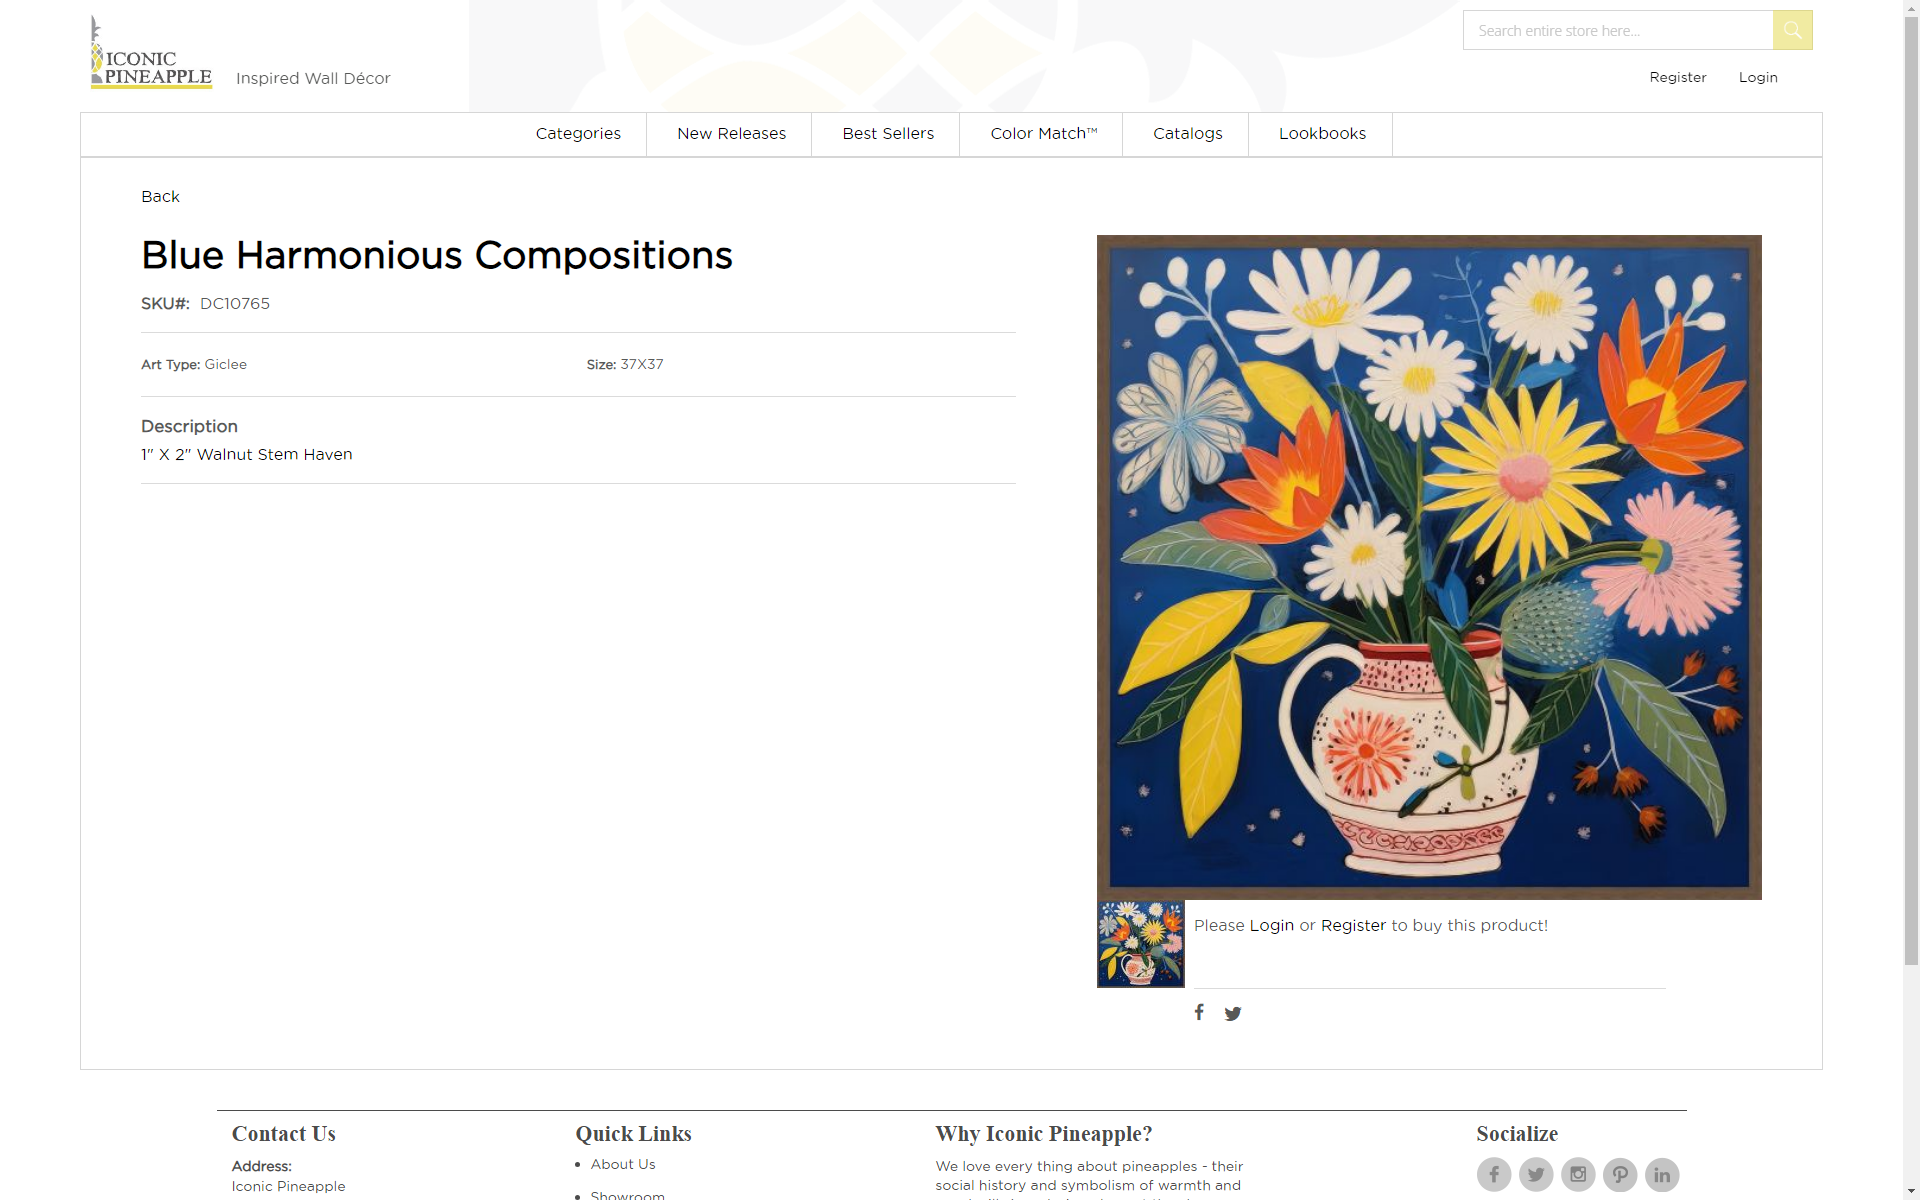 ICONIC
PINEAPPLE
Inspired Wall Décor
Search entire store here...
Register
Login
Categories
New Releases
Best Sellers
Color Match™
Catalogs
Lookbooks
Back
Blue Harmonious Compositions
SKU#: DC10765
Art Type: Giclee
Size: 37X37
Description
1" X 2" Walnut Stem Haven
Please Login or Register to buy this product!
Contact Us
Address:
Iconic Pineapple
Quick Links
About Us
Showroom
Why Iconic Pineapple?
We love every thing about pineapples - their
social history and symbolism of warmth and
Socialize